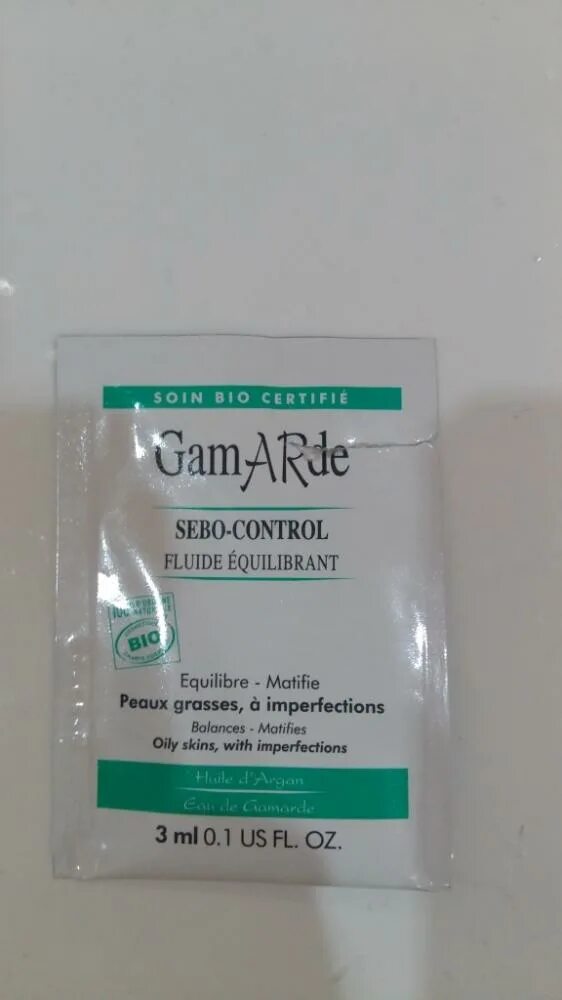 SOIN BIO CERTIFIÉ
GamARde
SEBO-CONTROL
FLUIDE ÉQUILIBRANT
BIO
Equilibre - Matifie
Peaux grasses, à imperfections
Balances - Matifies
Oily skins, with imperfections
Huile d'Argan
Eau de Gamarde
3 ml 0.1 US FL. OZ.